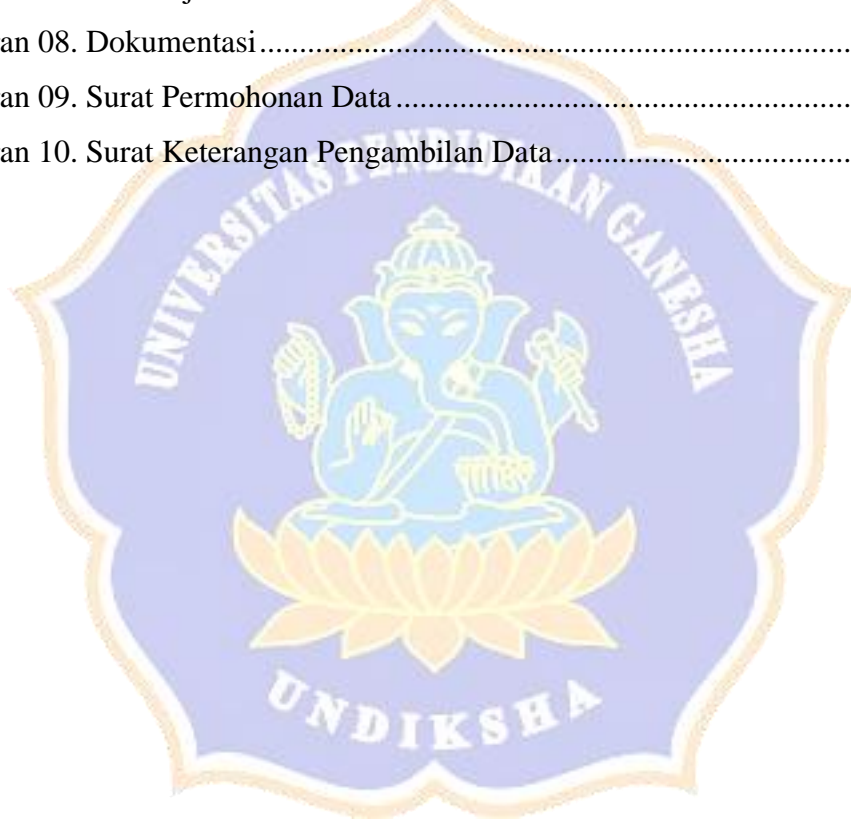 an 08. Dokumentasi........................................................................
an 09. Surat Permohonan Data........................................................
an 10. Surat Keterangan Pengambilan Data....................................
UNIVERSITAS PENDIDIKAN GANESHA
UNDIKSHA